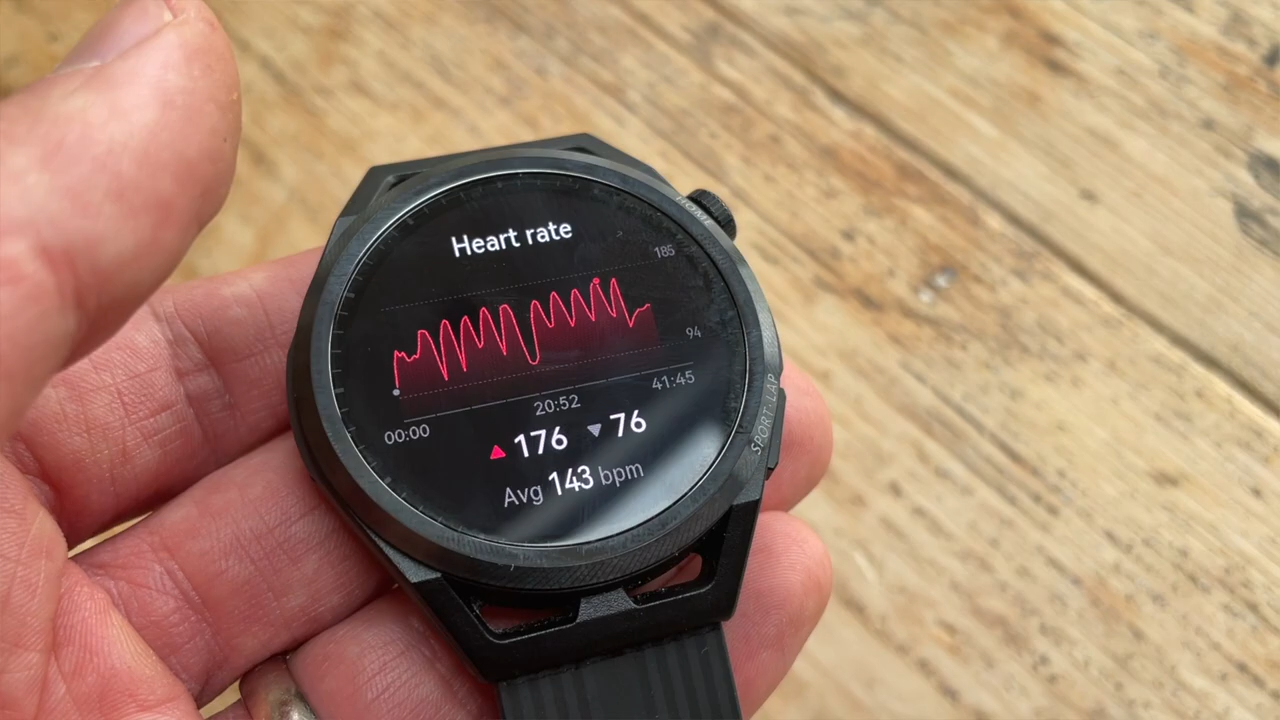 Heart rate
185
94
00:00 20:52 41:45
▲ 176 ▼ 76
Avg 143 bpm
HOME
SPORT·LAP